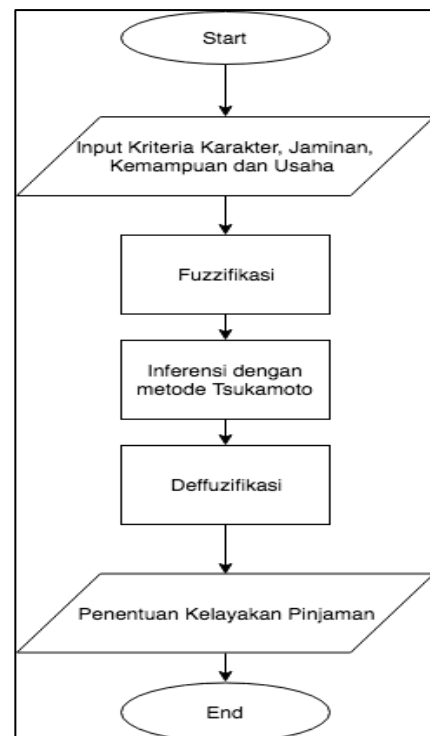 Start
Input Kriteria Karakter, Jaminan,
Kemampuan dan Usaha
Fuzzifikasi
Inferensi dengan
metode Tsukamoto
Deffuzifikasi
Penentuan Kelayakan Pinjaman
End